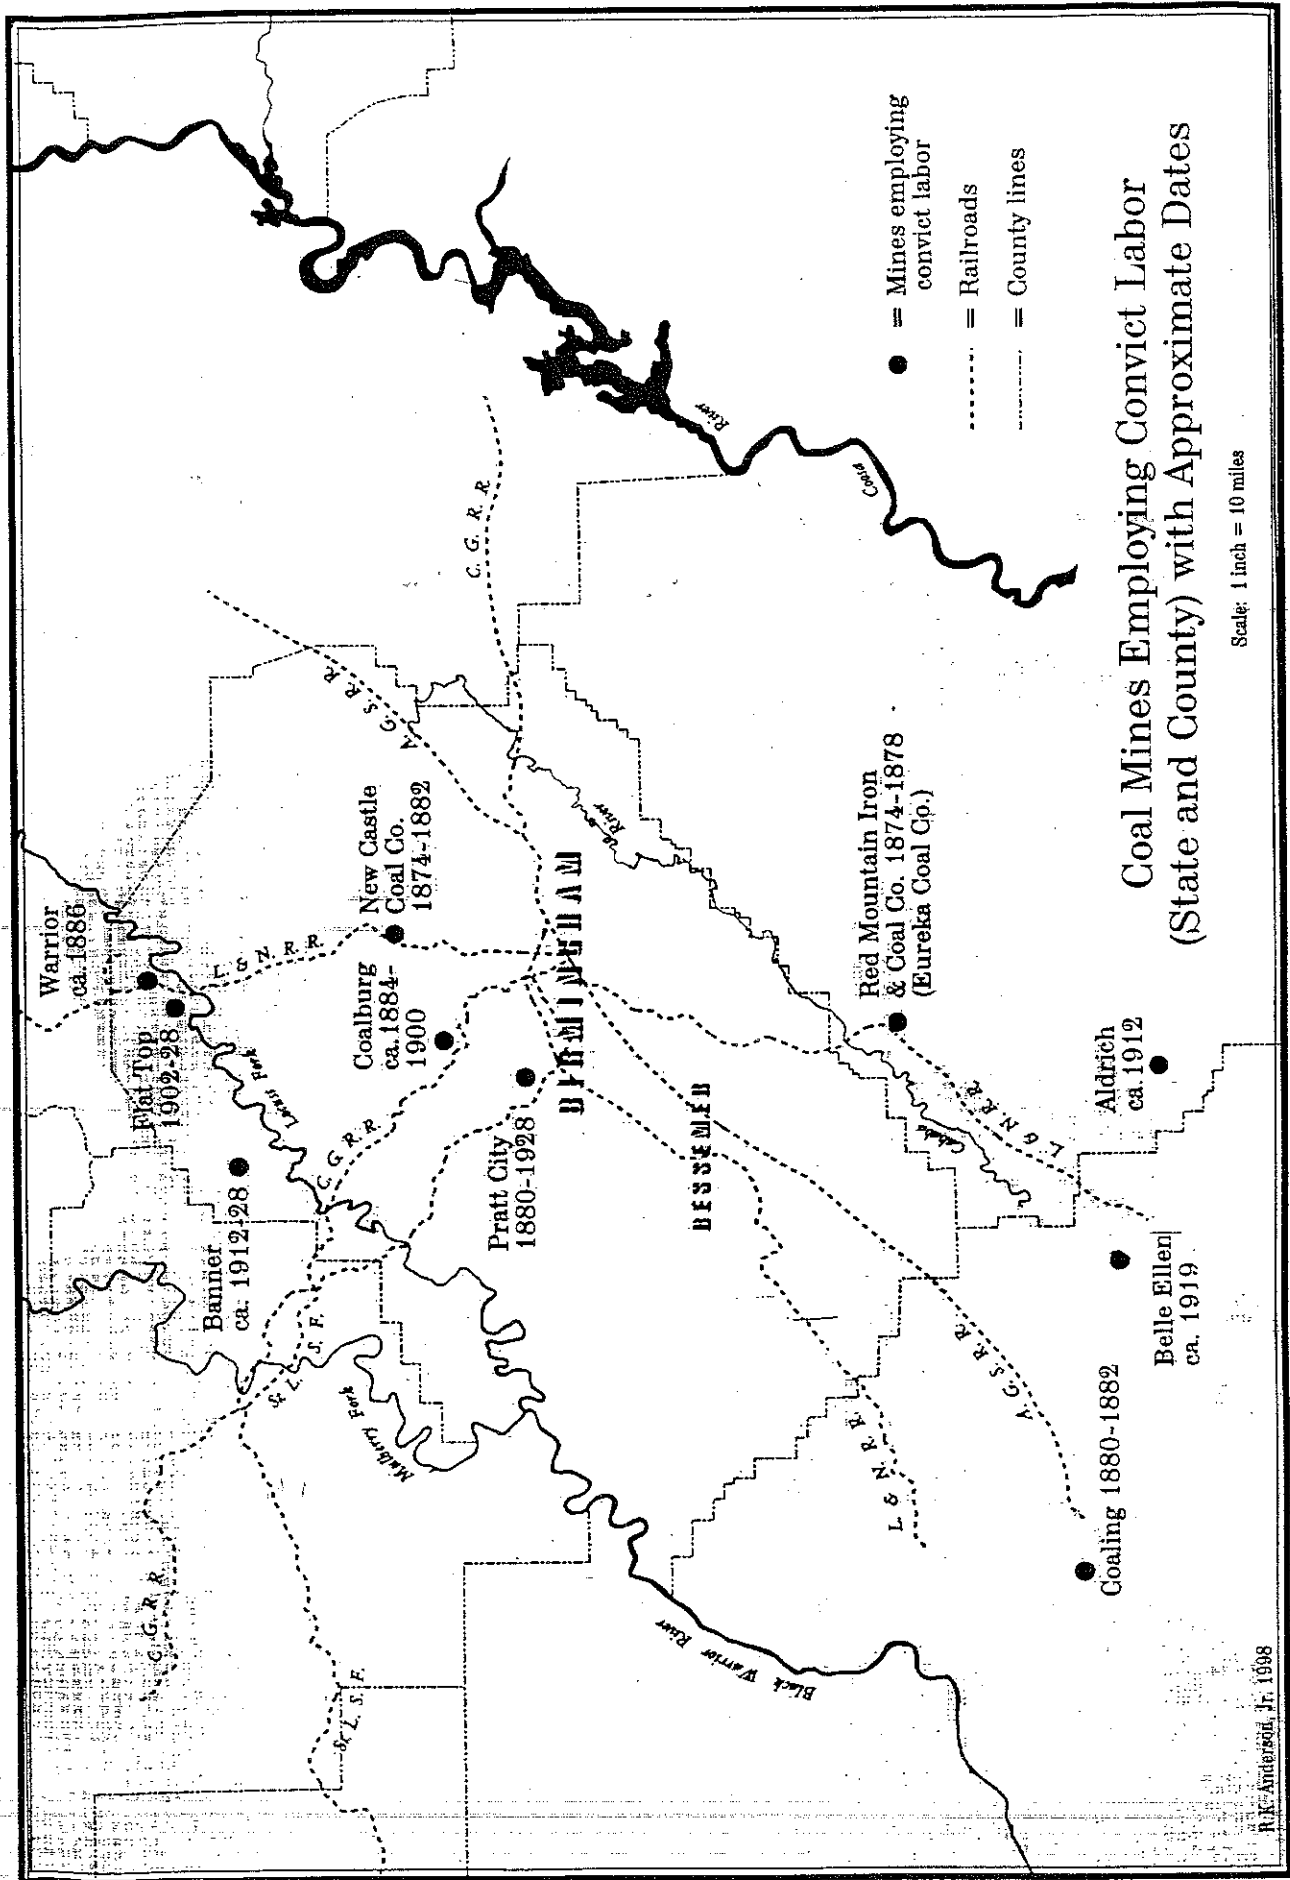 Warrior
ca. 1886
Flat Top
1902-28
Banner
ca. 1912-28
New Castle
Coal Co.
1874-1882
Coalburg
ca. 1884-
1900
Pratt City
1880-1928
BIRMINGHAM
BESSEMER
Red Mountain Iron
& Coal Co. 1874-1878
(Eureka Coal Co.)
Aldrich
ca. 1912
Belle Ellen
ca. 1919
Coaling 1880-1882
L & N. R. R.
C. G. R. R.
A. G. S. R. R.
C. G. R. R.
St. L. S. F.
C. G. R. R.
St. L. S. F.
L & N. R. R.
A. G. S. R. R.
L. & N. R. R.
Locust Fork
Mulberry Fork
Black Warrior River
River
Cahaba
River
Coosa
River
● = Mines employing
convict labor
= Railroads
= County lines
Coal Mines Employing Convict Labor
(State and County) with Approximate Dates
Scale: 1 inch = 10 miles
R.K. Anderson, Jr. 1998